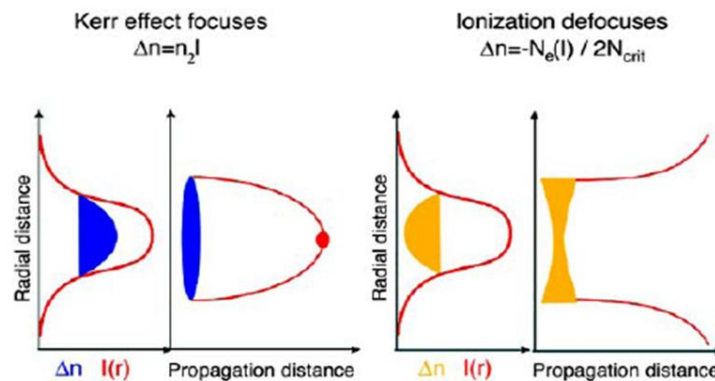 Kerr effect focuses
Δn=n₂I
Ionization defocuses
Δn=-Nₑ(I) / 2N_crit
Radial distance
Δn I(r)
Propagation distance
Radial distance
Δn I(r)
Propagation distance